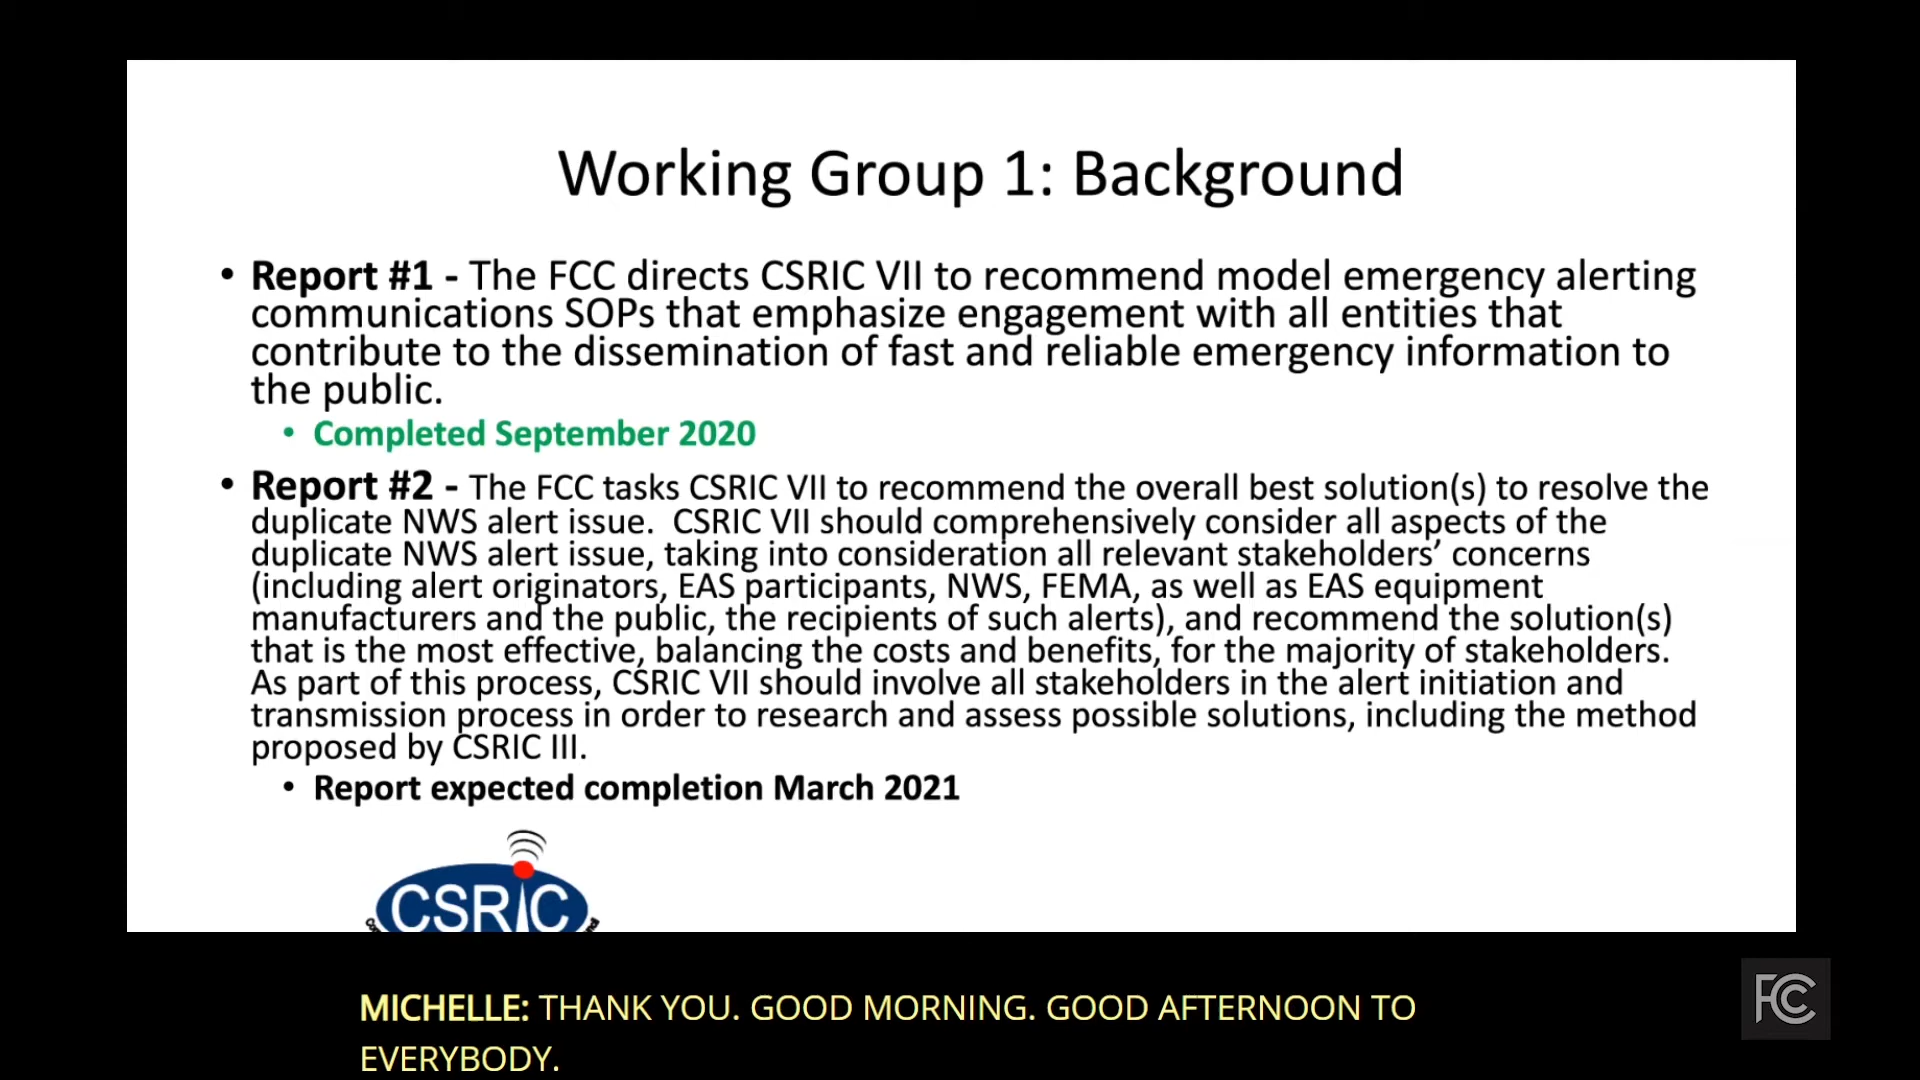 Working Group 1: Background
• Report #1 - The FCC directs CSRIC VII to recommend model emergency alerting
communications SOPs that emphasize engagement with all entities that
contribute to the dissemination of fast and reliable emergency information to
the public.
• Completed September 2020
• Report #2 - The FCC tasks CSRIC VII to recommend the overall best solution(s) to resolve the
duplicate NWS alert issue.  CSRIC VII should comprehensively consider all aspects of the
duplicate NWS alert issue, taking into consideration all relevant stakeholders’ concerns
(including alert originators, EAS participants, NWS, FEMA, as well as EAS equipment
manufacturers and the public, the recipients of such alerts), and recommend the solution(s)
that is the most effective, balancing the costs and benefits, for the majority of stakeholders.
As part of this process, CSRIC VII should involve all stakeholders in the alert initiation and
transmission process in order to research and assess possible solutions, including the method
proposed by CSRIC III.
• Report expected completion March 2021
CSRIC
MICHELLE: THANK YOU. GOOD MORNING. GOOD AFTERNOON TO
EVERYBODY.
FCC